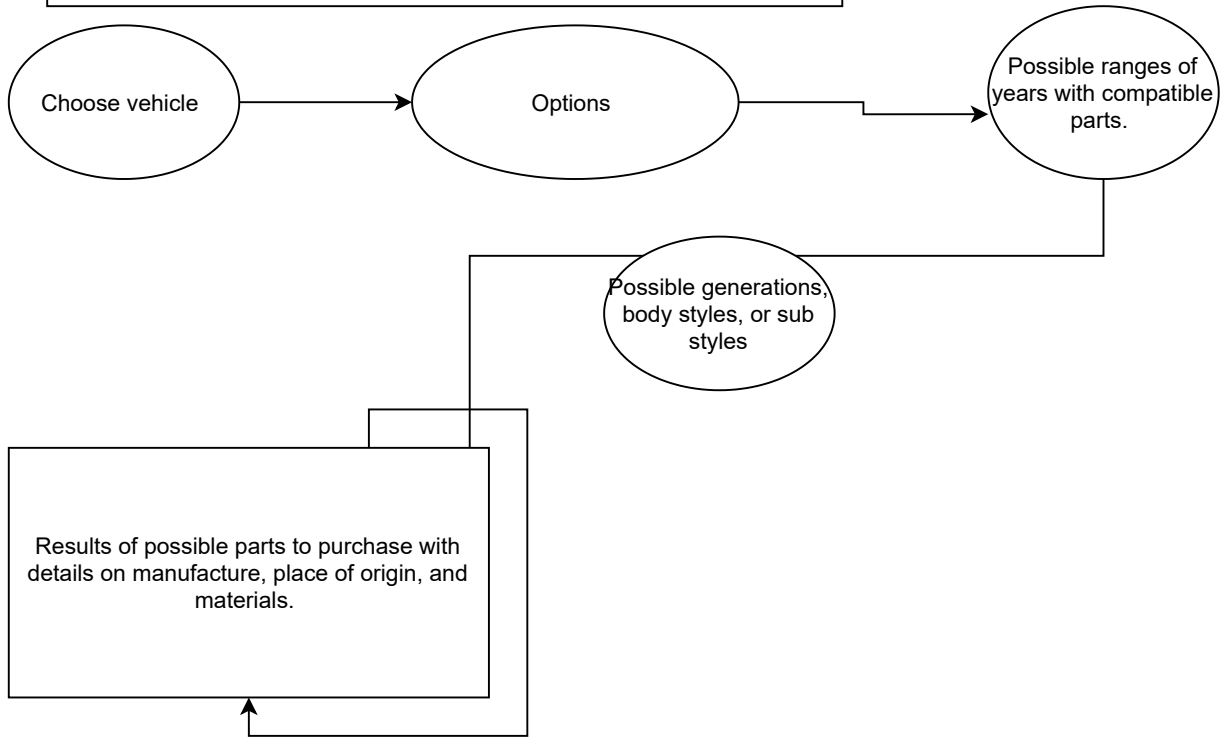 Choose vehicle
Options
Possible ranges of
years with compatible
parts.
Possible generations,
body styles, or sub
styles
Results of possible parts to purchase with
details on manufacture, place of origin, and
materials.